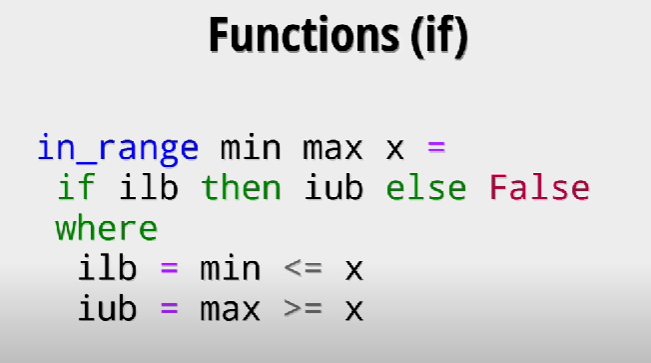 Functions (if)
in_range min max x =
if ilb then iub else False
where
ilb = min <= x
iub = max >= x